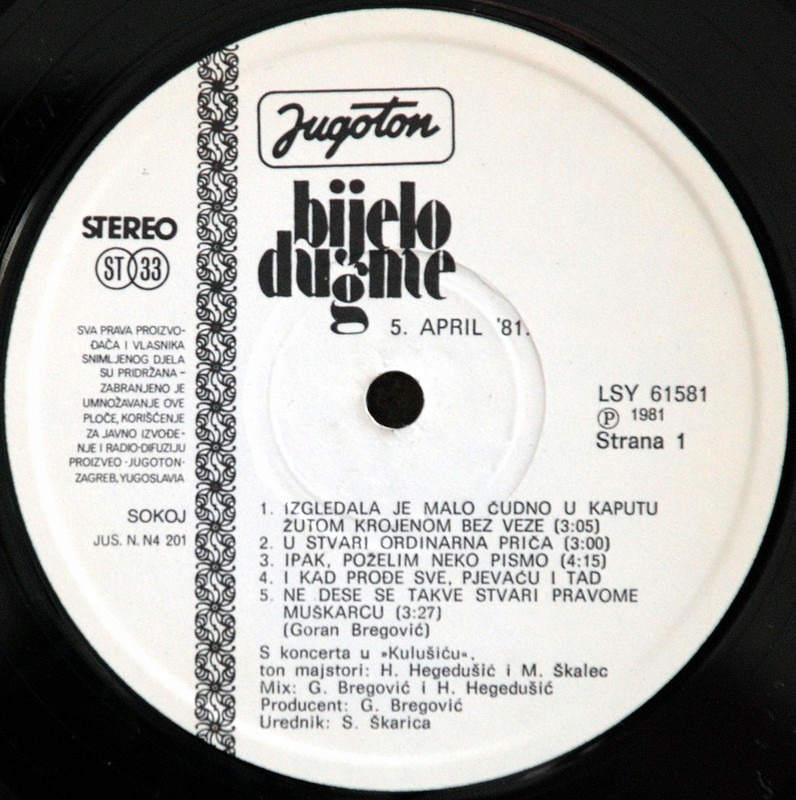 Jugoton
bijelo
dugme
5. APRIL '81.
STEREO
ST 33
SVA PRAVA PROIZVO-
ĐAČA I VLASNIKA
SNIMLJENOG DJELA
SU PRIDRŽANA –
ZABRANJENO JE
UMNOŽAVANJE OVE
PLOČE, KORIŠĆENJE
ZA JAVNO IZVOĐE-
NJE I RADIO-DIFUZIJU
PROIZVEO ·JUGOTON·
ZAGREB, YUGOSLAVIA
SOKOJ
JUS. N. N4 201
LSY 61581
Ⓟ 1981
Strana 1
1. IZGLEDALA JE MALO ČUDNO U KAPUTU
ŽUTOM KROJENOM BEZ VEZE (3:05)
2. U STVARI ORDINARNA PRIČA (3:00)
3. IPAK, POŽELIM NEKO PISMO (4:15)
4. I KAD PROĐE SVE, PJEVAĆU I TAD
5. NE DESE SE TAKVE STVARI PRAVOME
MUŠKARCU (3:27)
(Goran Bregović)
S koncerta u »Kulušiću«,
ton majstori: H. Hegedušić i M. Škalec
Mix: G. Bregović i H. Hegedušić
Producent: G. Bregović
Urednik: S. Škarica